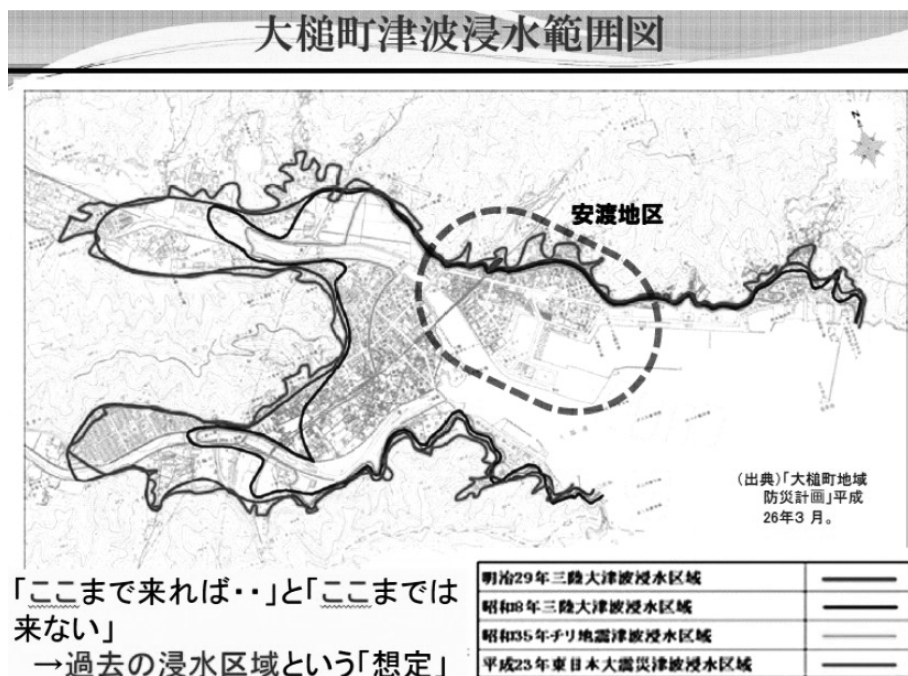 大槌町津波浸水範囲図
安渡地区
(出典)「大槌町地域
防災計画」平成
26年3月。
「ここまで来れば・・」と「ここまでは
来ない」
→過去の浸水区域という「想定」
明治29年三陸大津波浸水区域
昭和8年三陸大津波浸水区域
昭和35年チリ地震津波浸水区域
平成23年東日本大震災津波浸水区域